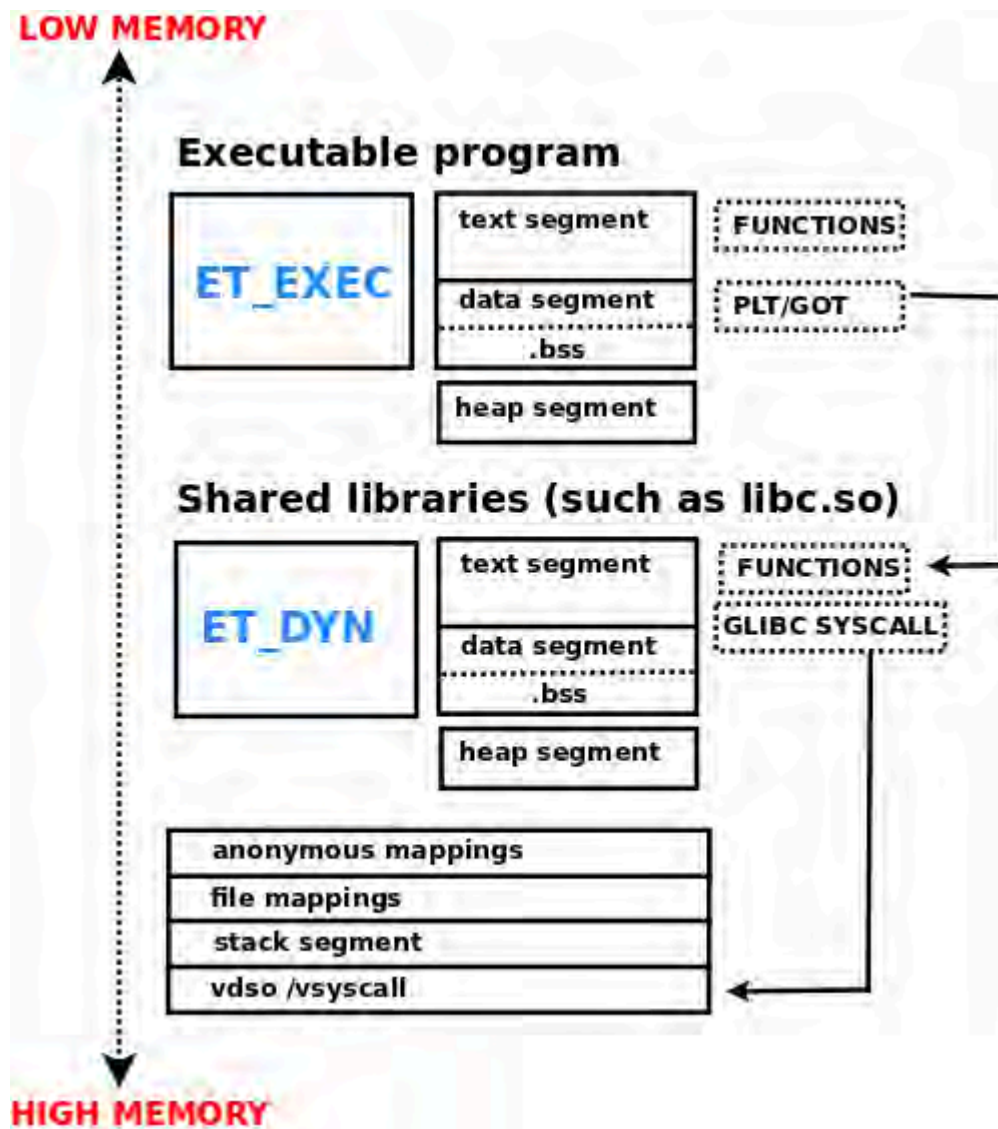 LOW MEMORY
Executable program
ET_EXEC
text segment
FUNCTIONS
data segment
PLT/GOT
.bss
heap segment
Shared libraries (such as libc.so)
ET_DYN
text segment
FUNCTIONS
GLIBC SYSCALL
data segment
.bss
heap segment
anonymous mappings
file mappings
stack segment
vdso /vsyscall
HIGH MEMORY